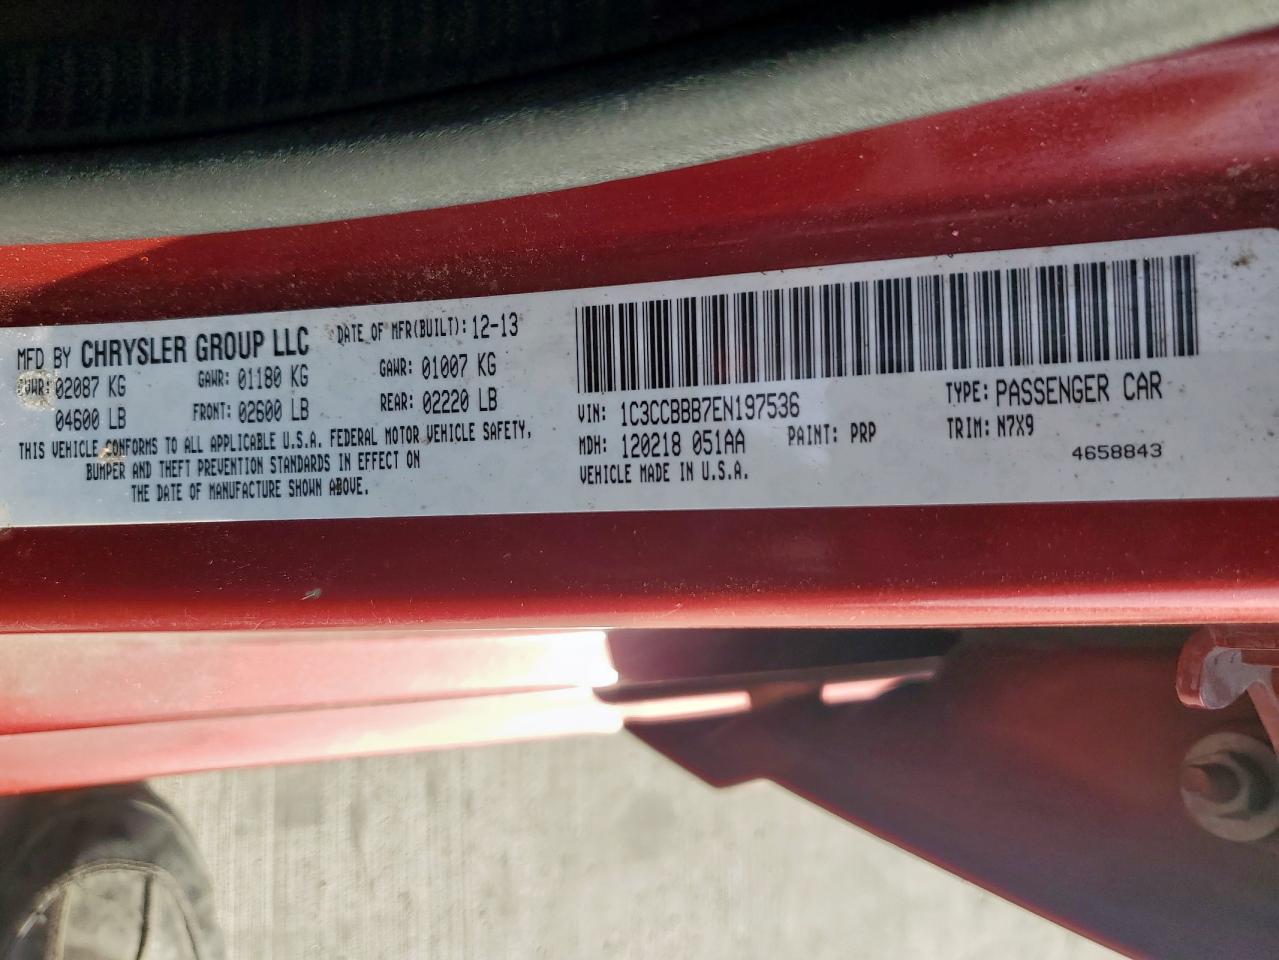 MFD BY CHRYSLER GROUP LLC DATE OF MFR(BUILT): 12-13
GVWR: 02087 KG GAWR: 01180 KG GAWR: 01007 KG
04600 LB FRONT: 02600 LB REAR: 02220 LB
THIS VEHICLE CONFORMS TO ALL APPLICABLE U.S.A. FEDERAL MOTOR VEHICLE SAFETY,
BUMPER AND THEFT PREVENTION STANDARDS IN EFFECT ON
THE DATE OF MANUFACTURE SHOWN ABOVE.
VIN: 1C3CCBBB7EN197536 TYPE: PASSENGER CAR
MDH: 120218 051AA PAINT: PRP TRIM: N7X9
VEHICLE MADE IN U.S.A. 4658843